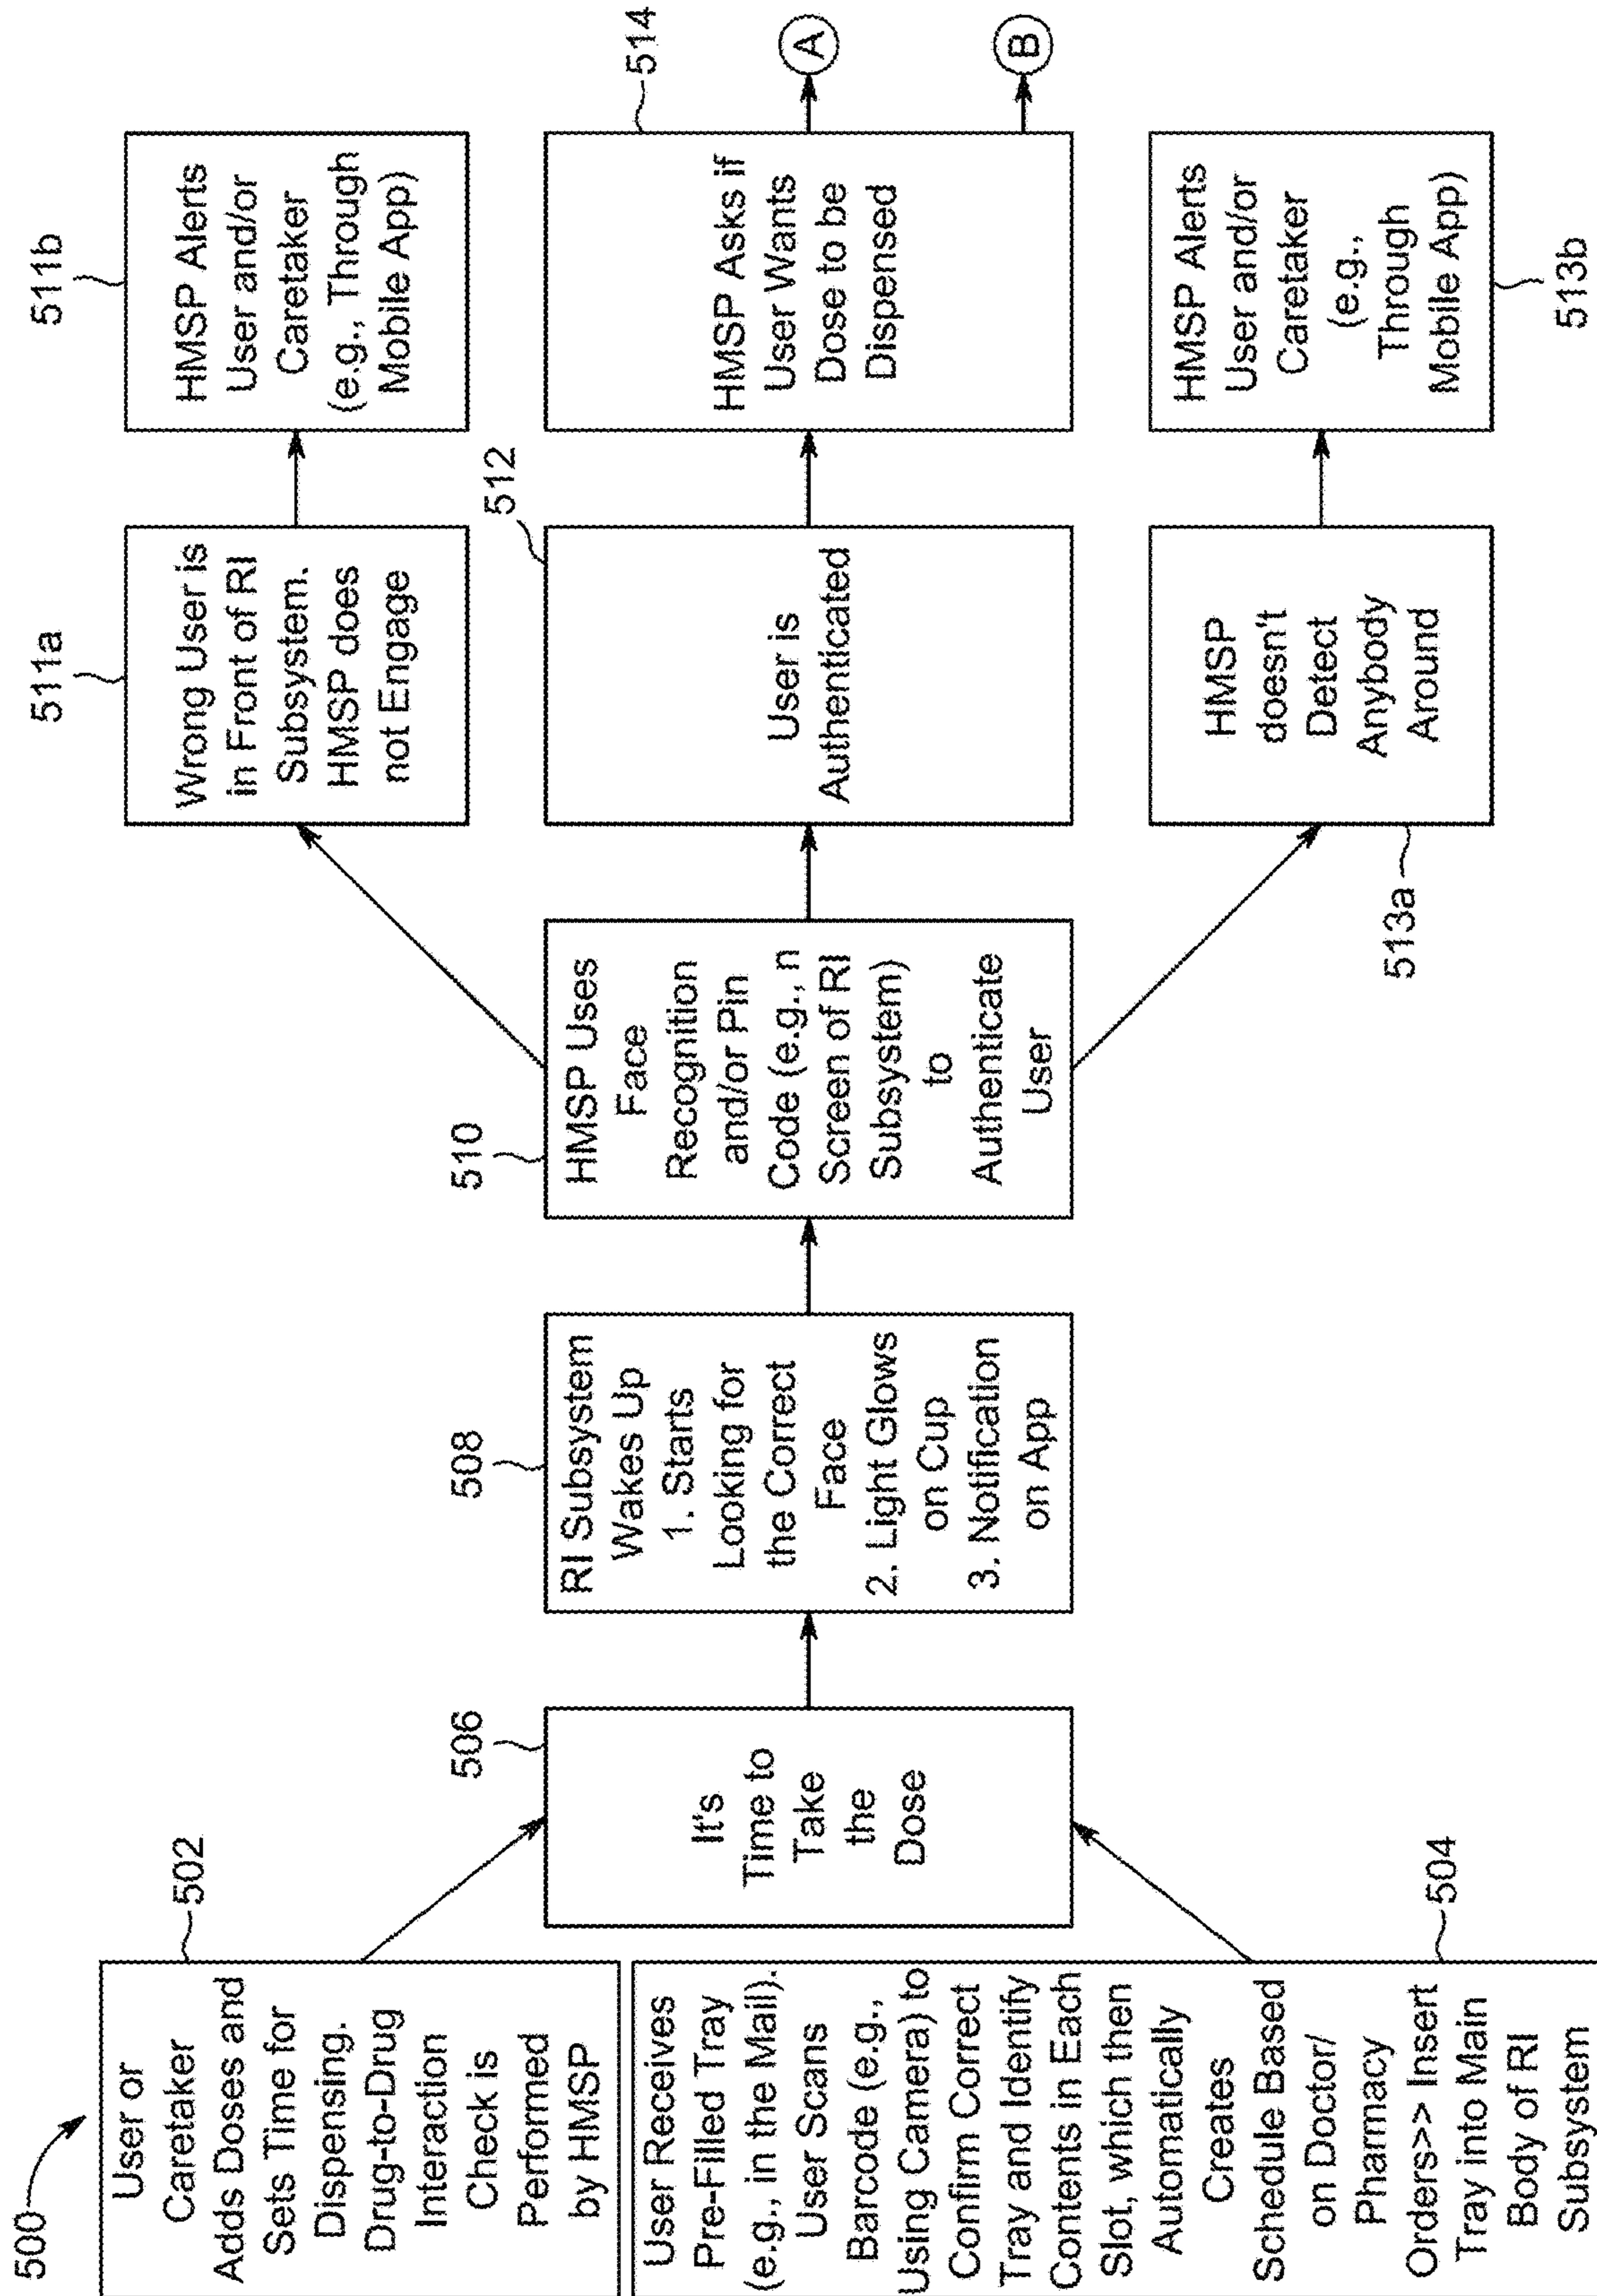 500
502
User or
Caretaker
Adds Doses and
Sets Time for
Dispensing.
Drug-to-Drug
Interaction
Check is
Performed
by HMSP
User Receives
Pre-Filled Tray
(e.g., in the Mail).
User Scans
Barcode (e.g.,
Using Camera) to
Confirm Correct
Tray and Identify
Contents in Each
Slot, which then
Automatically
Creates
Schedule Based
on Doctor/
Pharmacy
Orders>> Insert
Tray into Main
Body of RI
Subsystem
504
506
It's
Time to
Take
the
Dose
508
RI Subsystem
Wakes Up
1. Starts
Looking for
the Correct
Face
2. Light Glows
on Cup
3. Notification
on App
510
HMSP Uses
Face
Recognition
and/or Pin
Code (e.g., n
Screen of RI
Subsystem)
to
Authenticate
User
511a
Wrong User is
in Front of RI
Subsystem.
HMSP does
not Engage
511b
HMSP Alerts
User and/or
Caretaker
(e.g., Through
Mobile App)
512
User is
Authenticated
514
HMSP Asks if
User Wants
Dose to be
Dispensed
A
B
513a
HMSP
doesn't
Detect
Anybody
Around
513b
HMSP Alerts
User and/or
Caretaker
(e.g.,
Through
Mobile App)